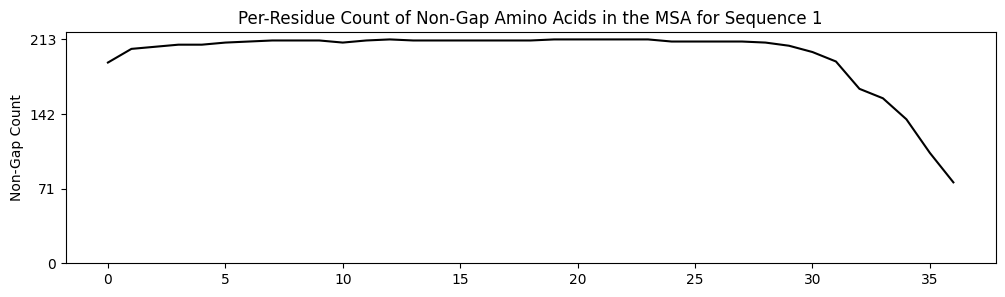 Per-Residue Count of Non-Gap Amino Acids in the MSA for Sequence 1
Non-Gap Count
213
142
71
0
0 5 10 15 20 25 30 35